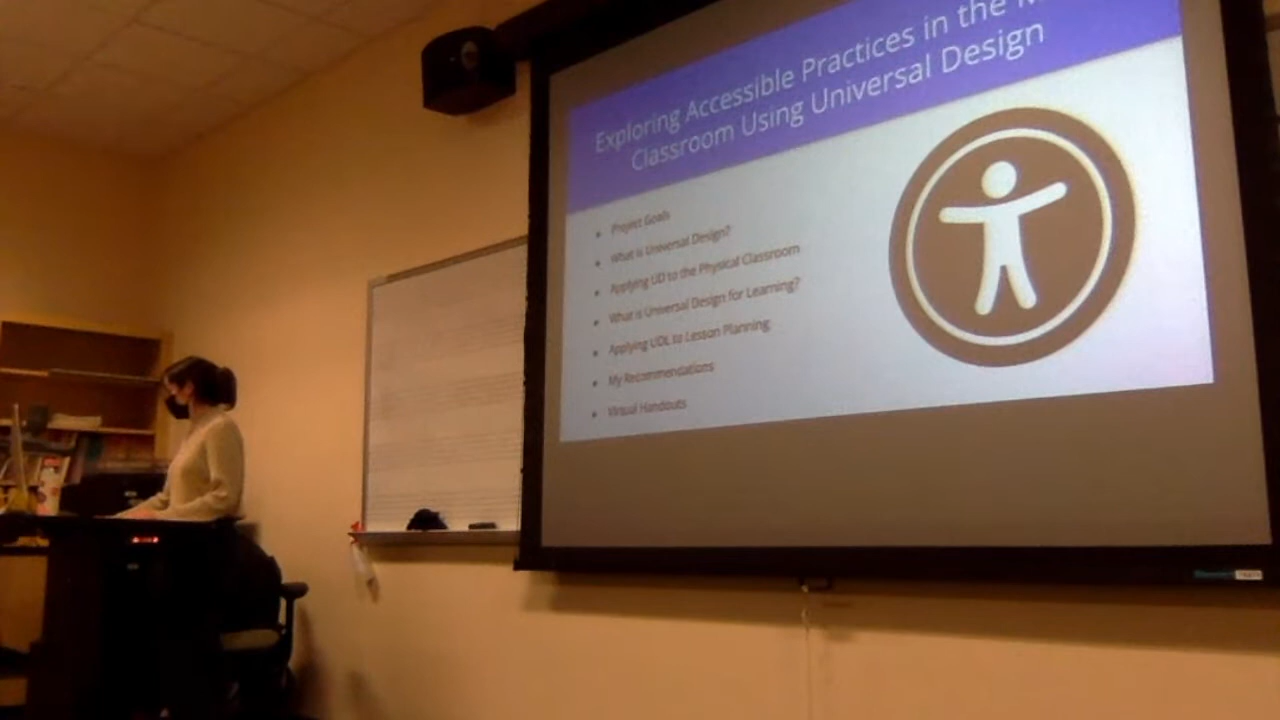 Exploring Accessible Practices in the M
Classroom Using Universal Design
Project Goals
What is Universal Design?
Applying UD to the Physical Classroom
What is Universal Design for Learning?
Applying UDL to Lesson Planning
My Recommendations
Virtual Handouts